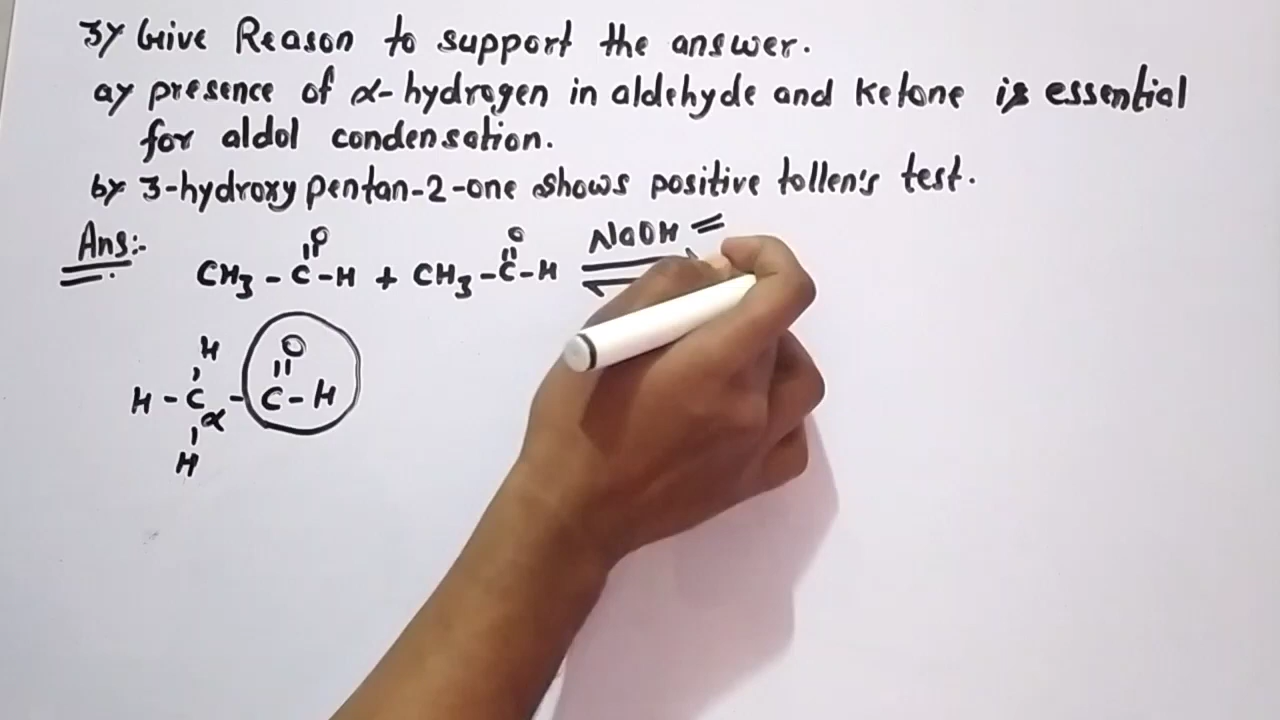 3) Give Reason to support the answer.
a) presence of α-hydrogen in aldehyde and ketone is essential
for aldol condensation.
b) 3-hydroxy pentan-2-one shows positive tollen's test.
Ans:-
O O NaOH
CH3 - C - H + CH3 - C - H
H O
H - C - C - H
α
H